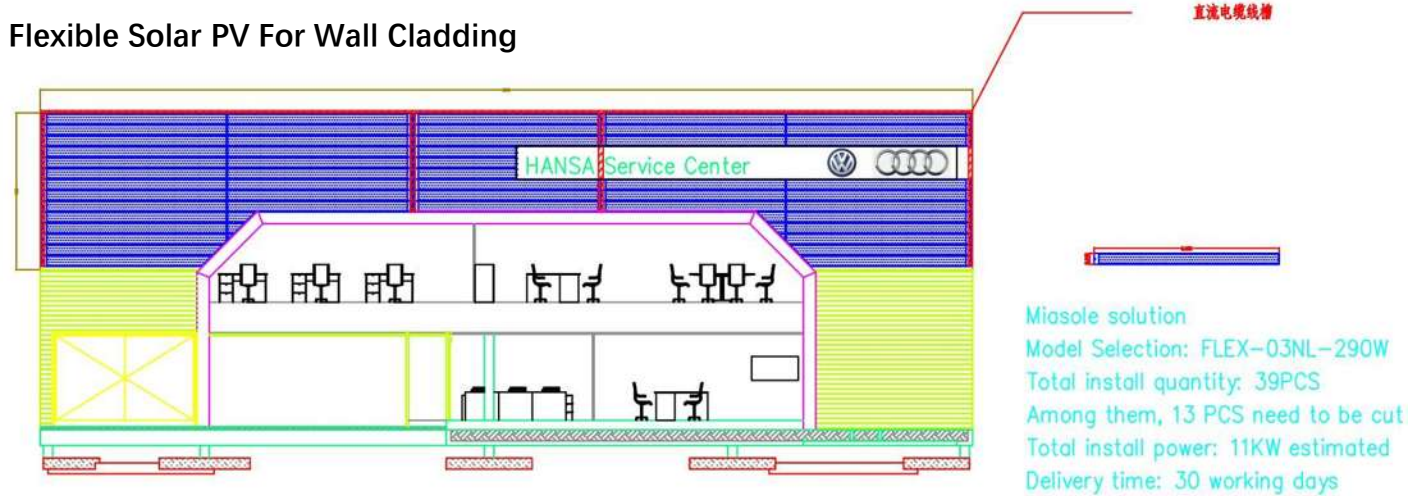 直流电缆线槽
Flexible Solar PV For Wall Cladding
HANSA Service Center
Miasole solution
Model Selection: FLEX-03NL-290W
Total install quantity: 39PCS
Among them, 13 PCS need to be cut
Total install power: 11KW estimated
Delivery time: 30 working days